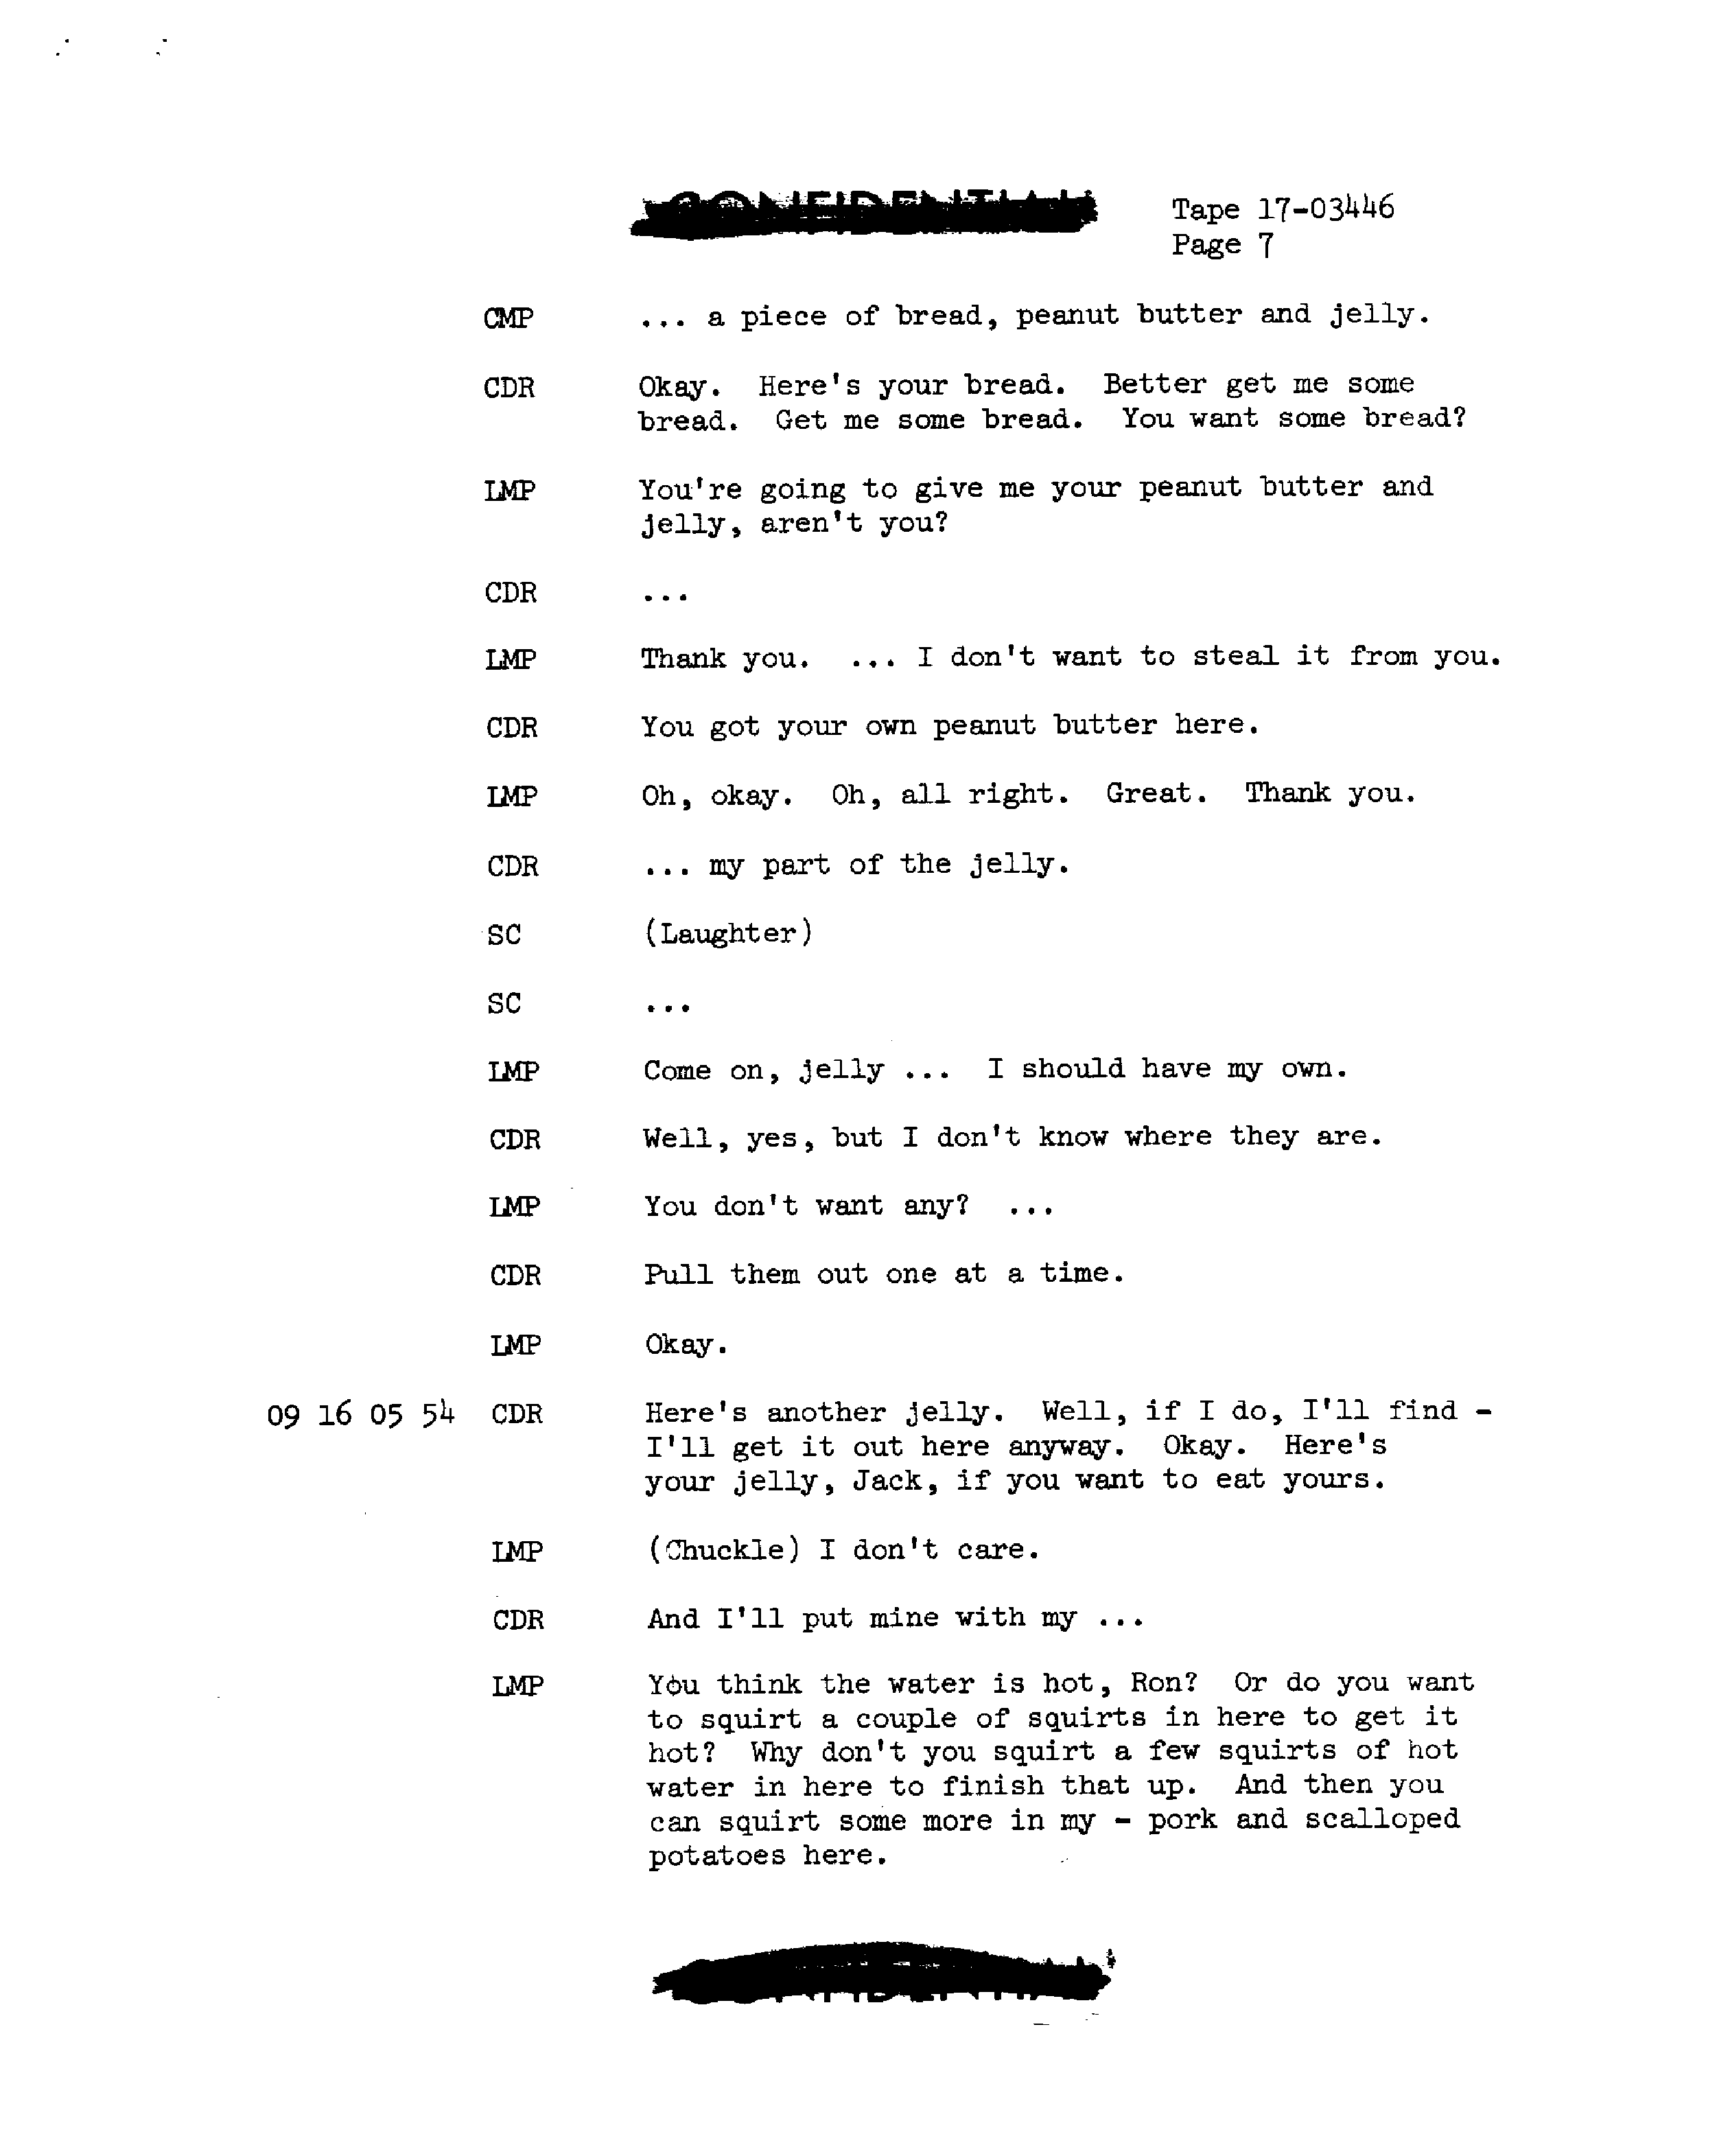 CONFIDENTIAL
Tape 17-03446
Page 7
CMP ... a piece of bread, peanut butter and jelly.
CDR Okay. Here's your bread. Better get me some
bread. Get me some bread. You want some bread?
LMP You're going to give me your peanut butter and
jelly, aren't you?
CDR ...
LMP Thank you. ... I don't want to steal it from you.
CDR You got your own peanut butter here.
LMP Oh, okay. Oh, all right. Great. Thank you.
CDR ... my part of the jelly.
SC (Laughter)
SC ...
LMP Come on, jelly ... I should have my own.
CDR Well, yes, but I don't know where they are.
LMP You don't want any? ...
CDR Pull them out one at a time.
LMP Okay.
09 16 05 54 CDR Here's another jelly. Well, if I do, I'll find -
I'll get it out here anyway. Okay. Here's
your jelly, Jack, if you want to eat yours.
LMP (Chuckle) I don't care.
CDR And I'll put mine with my ...
LMP You think the water is hot, Ron? Or do you want
to squirt a couple of squirts in here to get it
hot? Why don't you squirt a few squirts of hot
water in here to finish that up. And then you
can squirt some more in my - pork and scalloped
potatoes here.